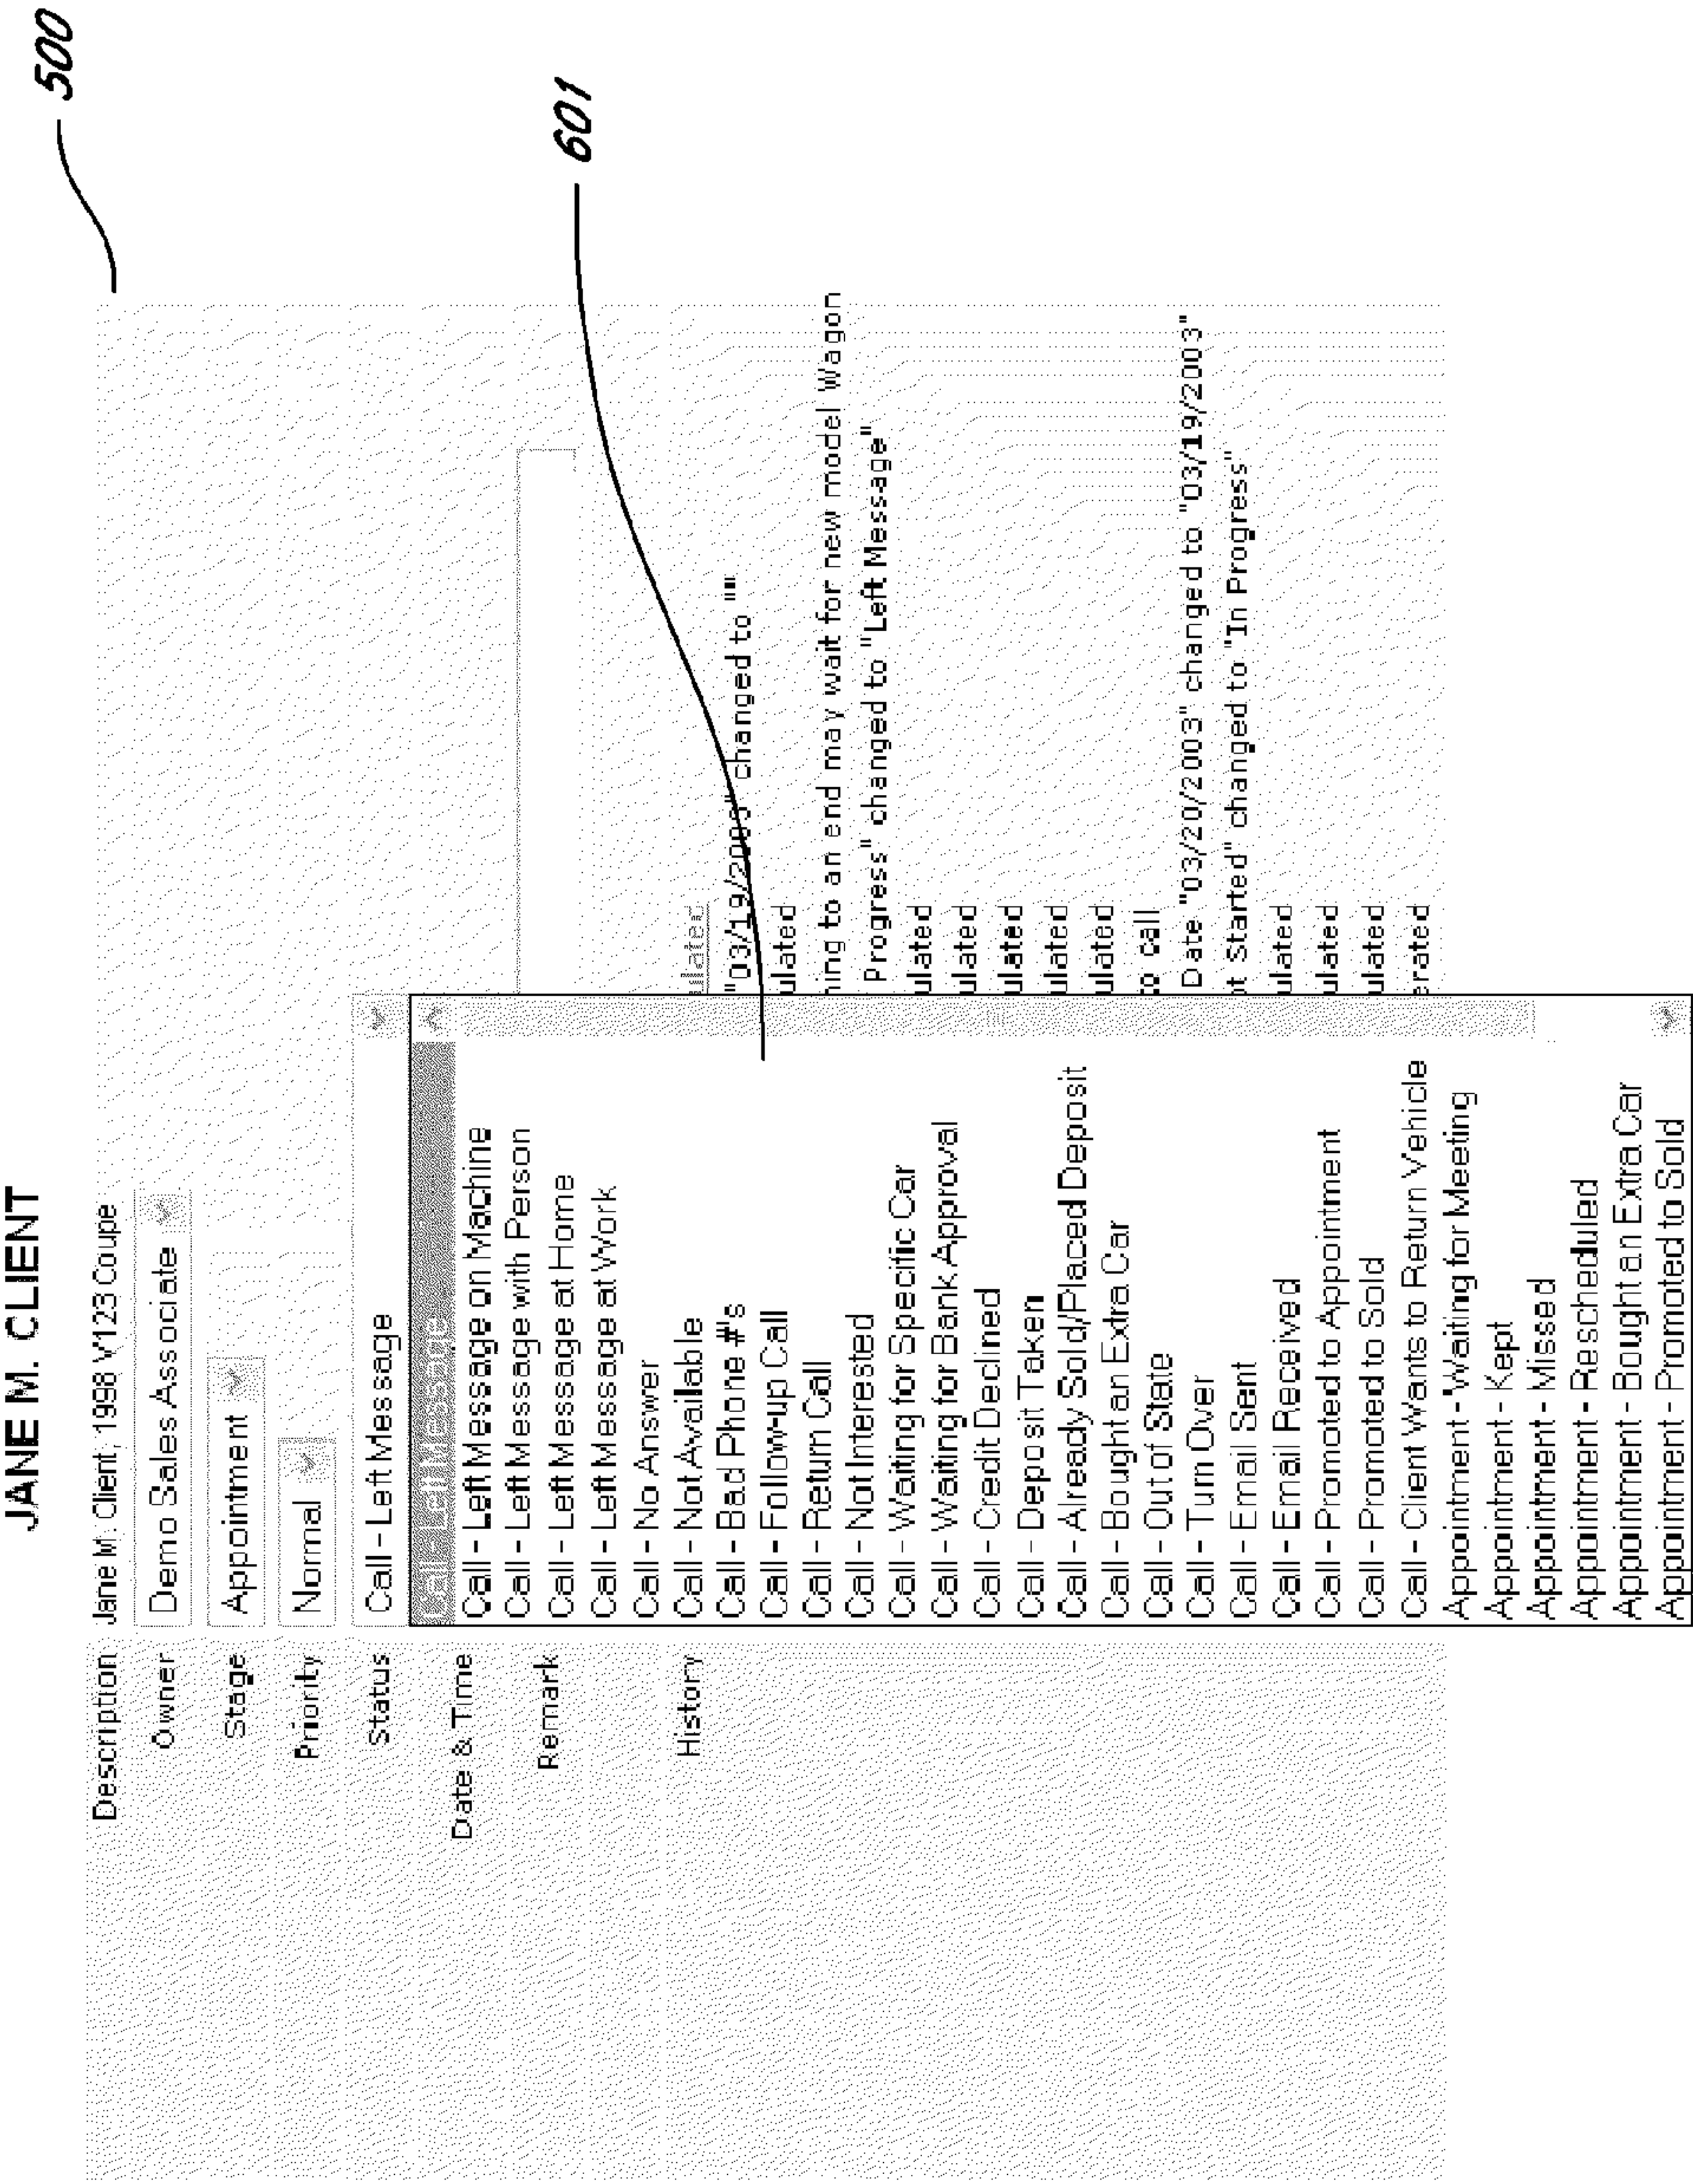 JANE M. CLIENT
500
Description Jane M. Client, 1998 V123 Coupe
Owner Demo Sales Associate
Stage Appointment
Priority Normal
Status Call - Left Message
Date & Time Call - Left Message
Call - Left Message on Machine
Call - Left Message with Person
Remark
Call - Left Message at Home
601
Call - Left Message at Work
Call - No Answer
History Call - Not Available ulated
Call - Bad Phone #'s "03/19/2003" changed to ""
Call - Follow-up Call ulated
Call - Return Call ning to an end may wait for new model Wagon
Call - Not Interested Progress" changed to "Left Message"
Call - Waiting for Specific Car ulated
Call - Waiting for Bank Approval ulated
Call - Credit Declined ulated
Call - Deposit Taken ulated
Call - Already Sold/Placed Deposit ulated
Call - Bought an Extra Car
Call - Out of State to call
Call - Turn Over Date "03/20/2003" changed to "03/19/2003"
Call - Email Sent t Started" changed to "In Progress"
Call - Email Received ulated
Call - Promoted to Appointment ulated
Call - Promoted to Sold ulated
Call - Client Wants to Return Vehicle erated
Appointment - Waiting for Meeting
Appointment - Kept
Appointment - Missed
Appointment - Rescheduled
Appointment - Bought an Extra Car
Appointment - Promoted to Sold